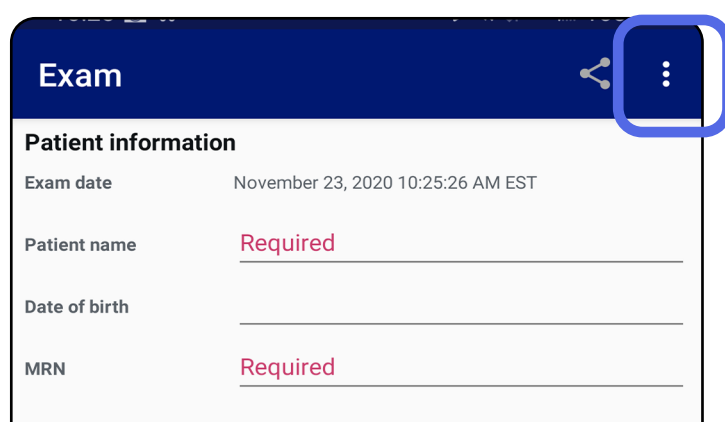 Exam
Patient information
Exam date November 23, 2020 10:25:26 AM EST
Patient name Required
Date of birth
MRN Required